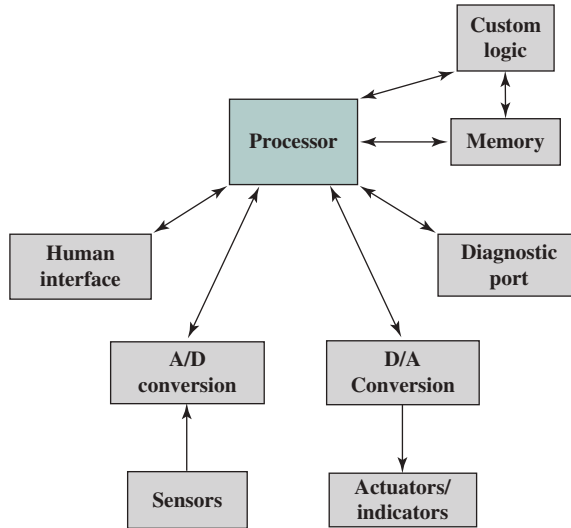 Custom
logic
Processor
Memory
Human
interface
Diagnostic
port
A/D
conversion
D/A
Conversion
Sensors
Actuators/
indicators